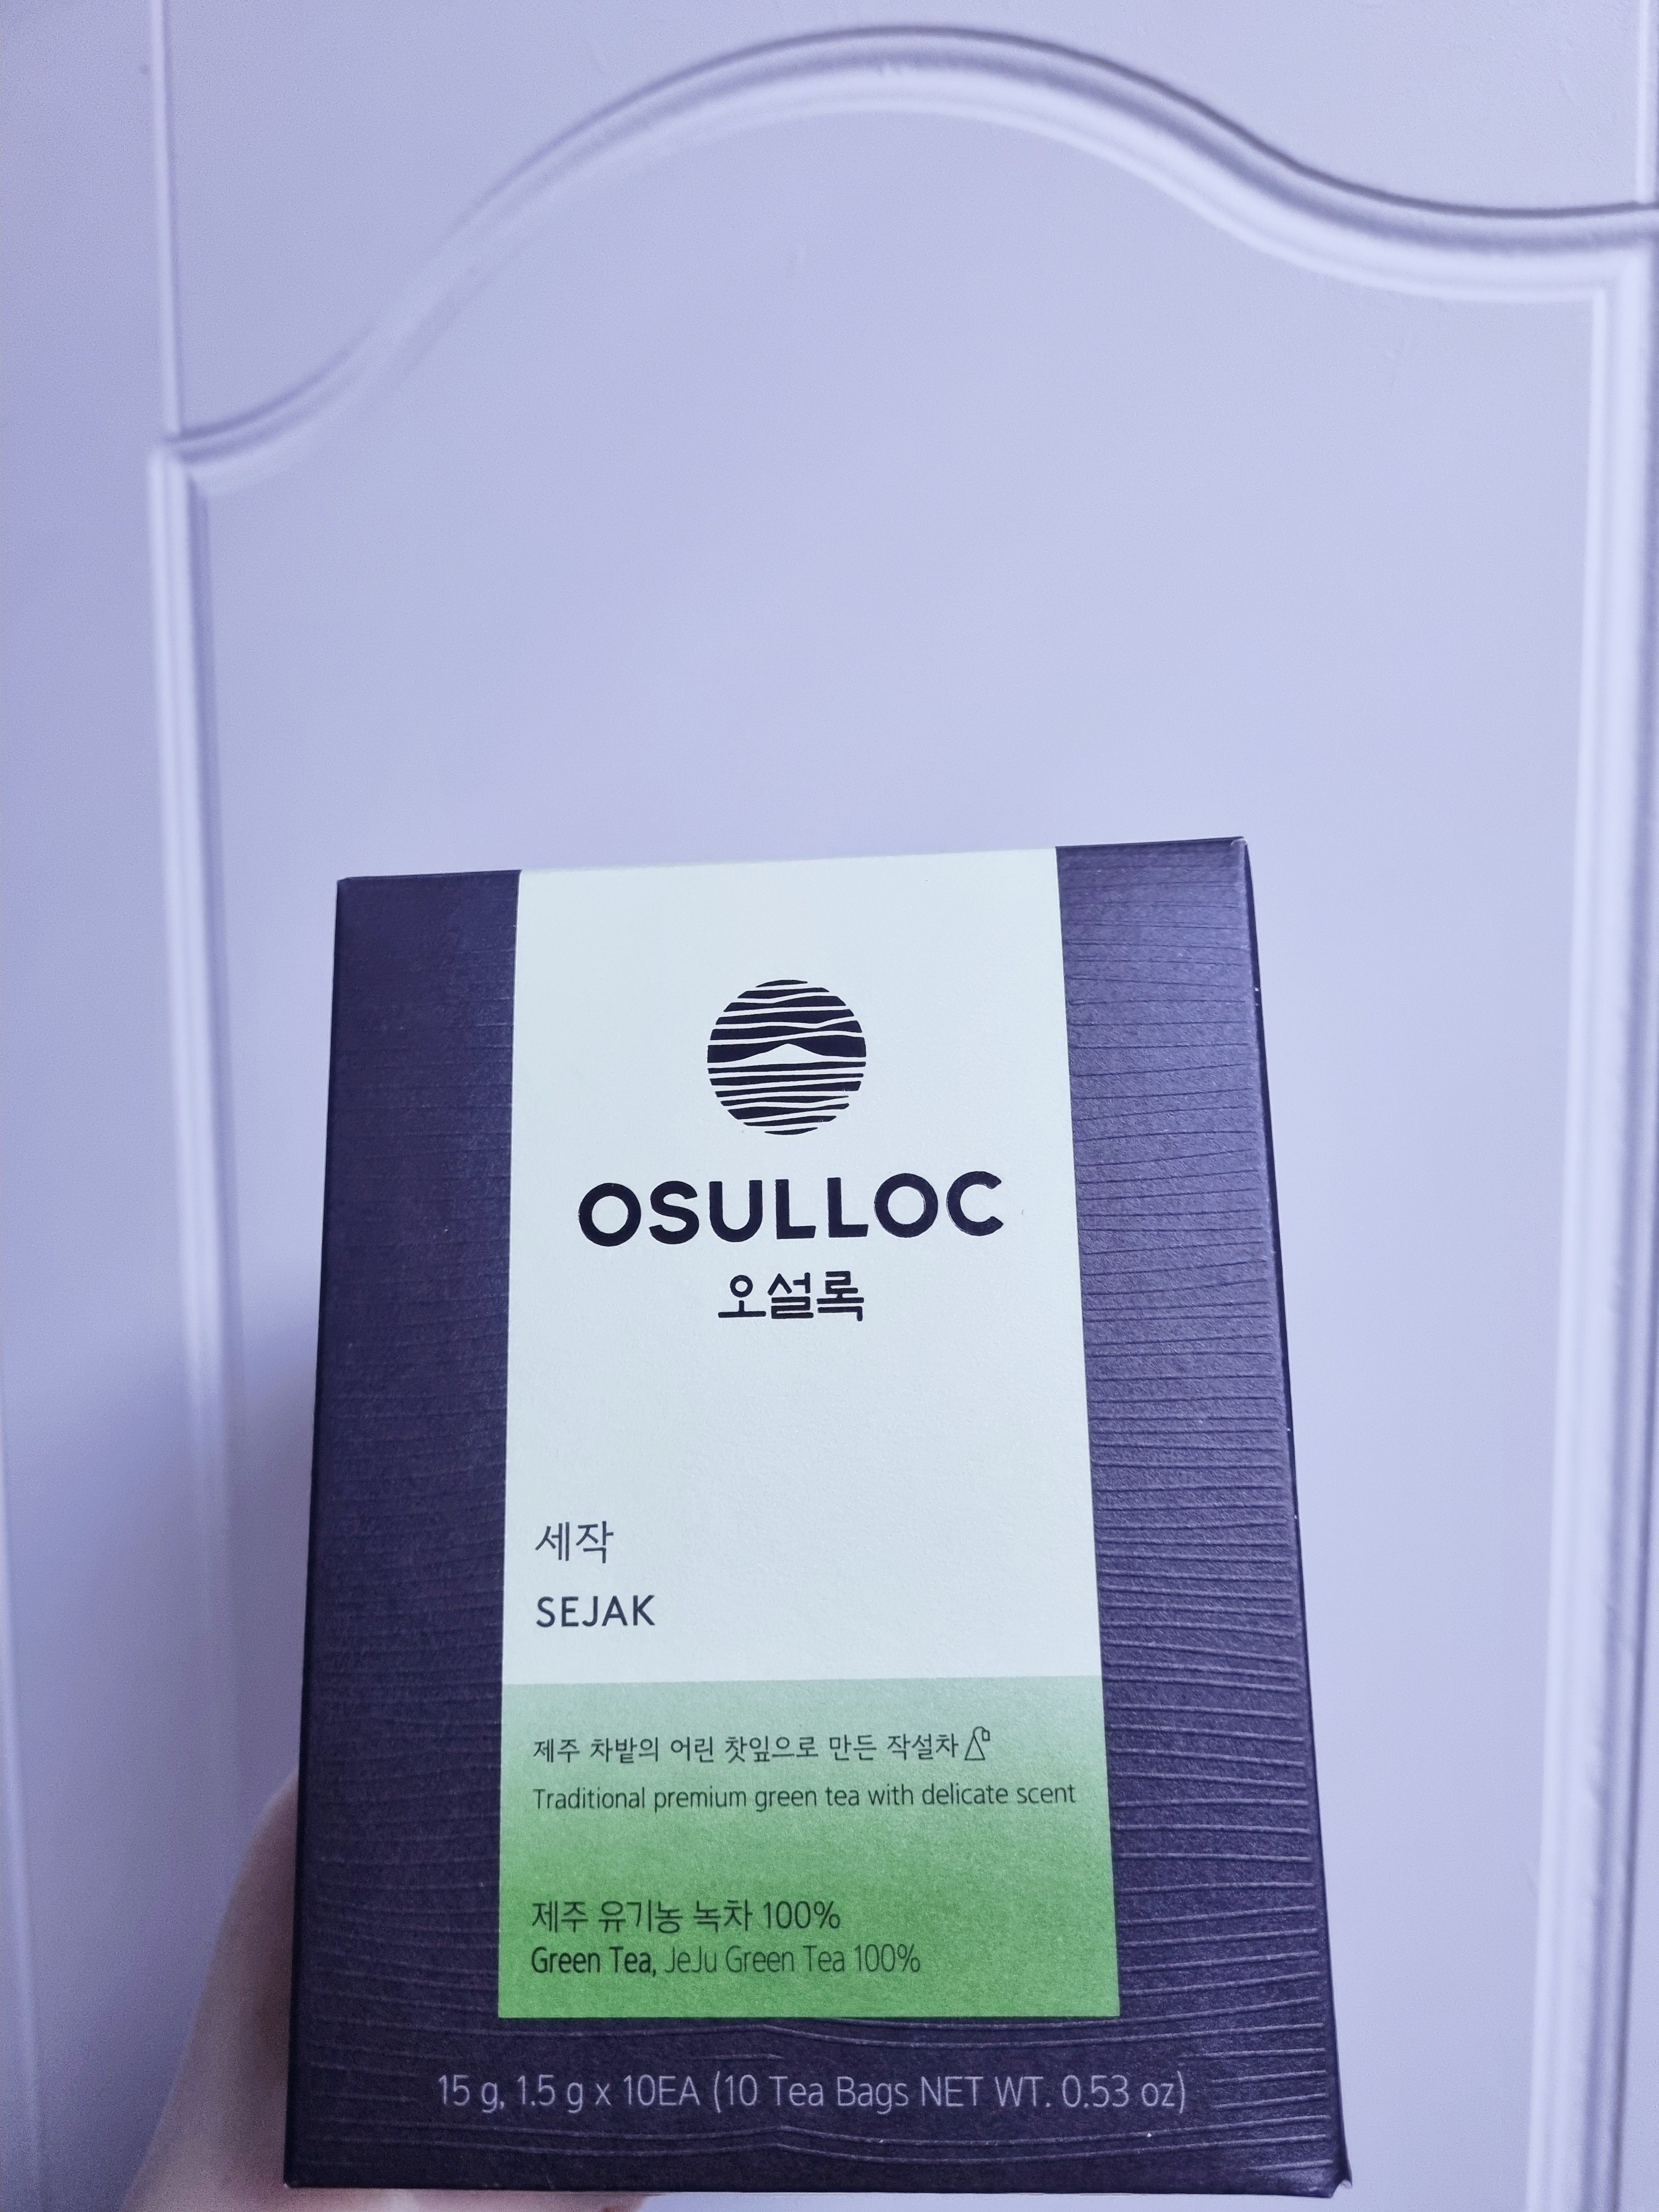 OSULLOC
오설록
세작
SEJAK
제주 차밭의 어린 찻잎으로 만든 작설차
Traditional premium green tea with delicate scent
제주 유기농 녹차 100%
Green Tea, JeJu Green Tea 100%
15 g, 1.5 g x 10EA (10 Tea Bags NET WT. 0.53 oz)